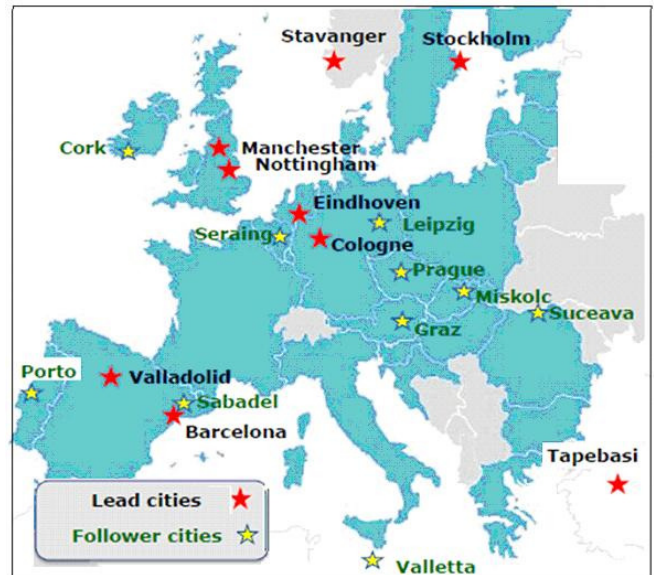 Stavanger
Stockholm
Cork
Manchester
Nottingham
Eindhoven
Leipzig
Seraing
Cologne
Prague
Miskolc
Suceava
Graz
Porto
Valladolid
Sabadel
Barcelona
Tapebasi
Lead cities
Follower cities
Valletta